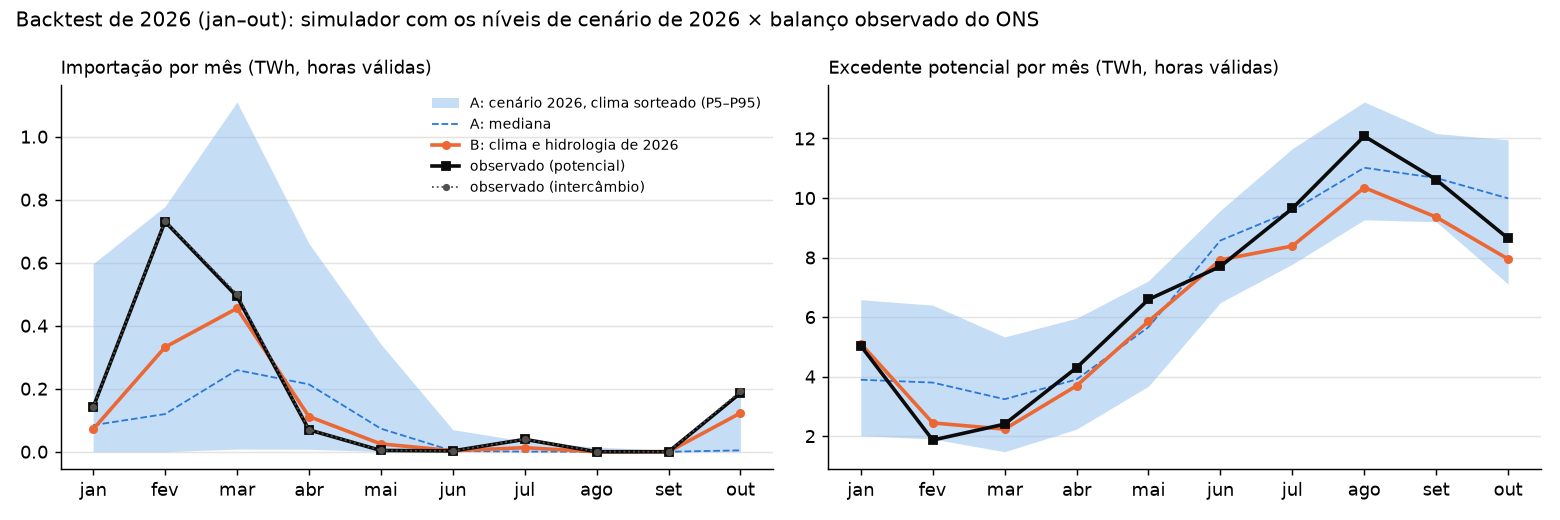 Backtest de 2026 (jan–out): simulador com os níveis de cenário de 2026 × balanço observado do ONS
Importação por mês (TWh, horas válidas)
A: cenário 2026, clima sorteado (P5–P95)
A: mediana
B: clima e hidrologia de 2026
observado (potencial)
observado (intercâmbio)
1.0
0.8
0.6
0.4
0.2
0.0
jan fev mar abr mai jun jul ago set out
Excedente potencial por mês (TWh, horas válidas)
12
10
8
6
4
2
jan fev mar abr mai jun jul ago set out